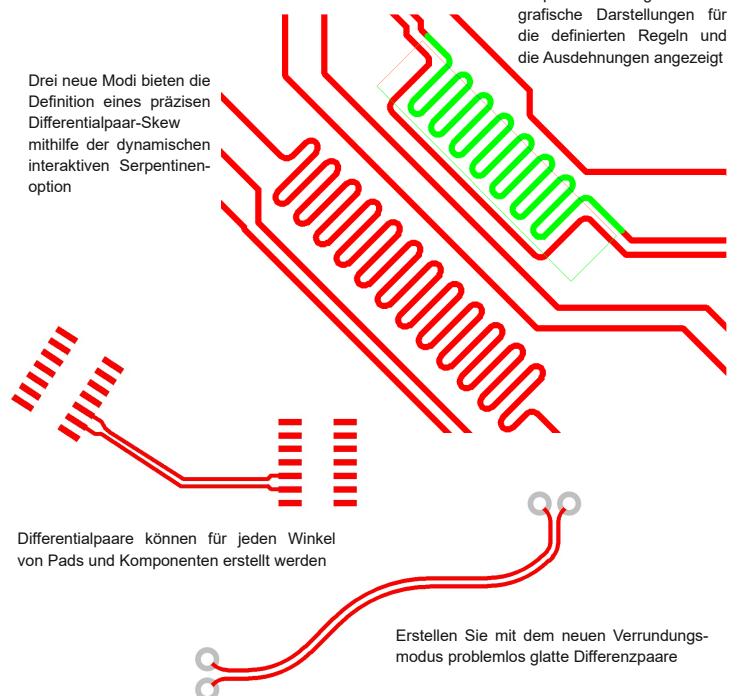 grafische Darstellungen für
die definierten Regeln und
die Ausdehnungen angezeigt
Drei neue Modi bieten die
Definition eines präzisen
Differentialpaar-Skew
mithilfe der dynamischen
interaktiven Serpentinen-
option
Differentialpaare können für jeden Winkel
von Pads und Komponenten erstellt werden
Erstellen Sie mit dem neuen Verrundungs-
modus problemlos glatte Differenzpaare